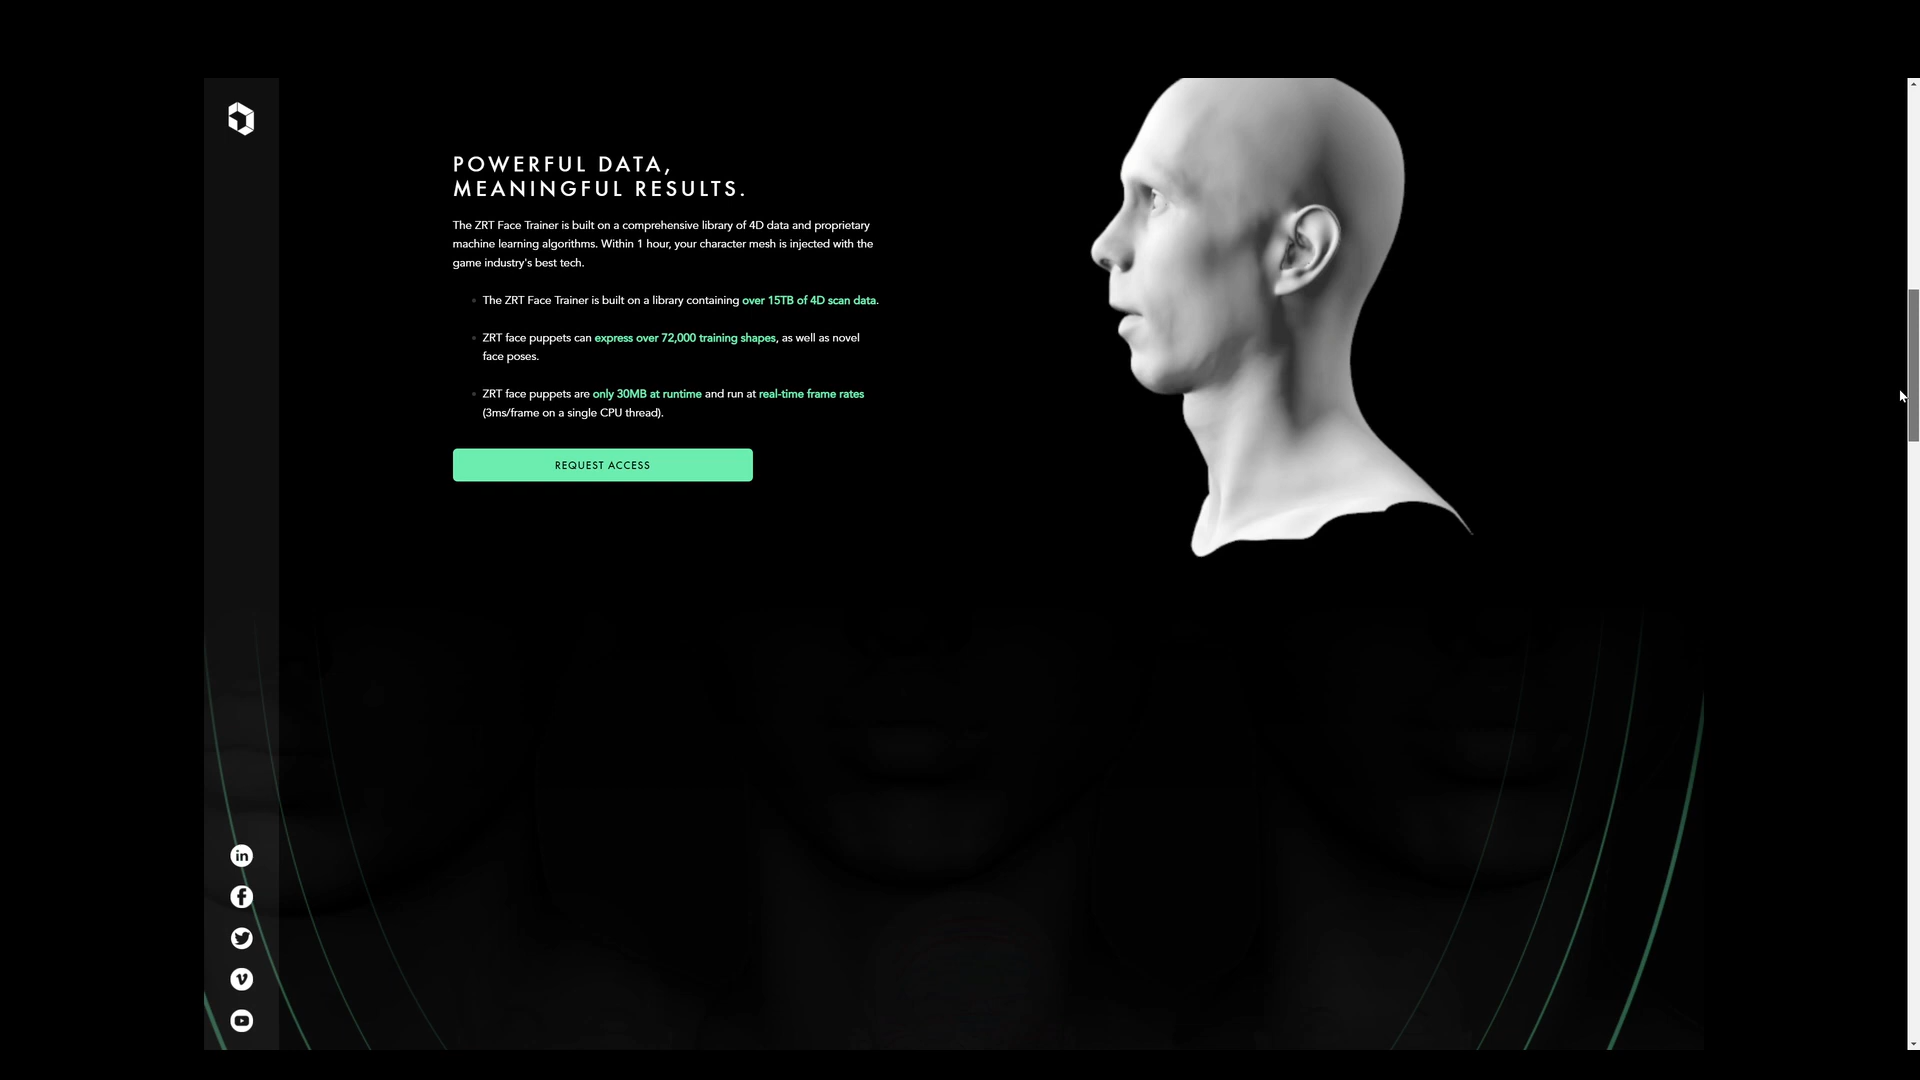 POWERFUL DATA,
MEANINGFUL RESULTS.
The ZRT Face Trainer is built on a comprehensive library of 4D data and proprietary
machine learning algorithms. Within 1 hour, your character mesh is injected with the
game industry's best tech.
The ZRT Face Trainer is built on a library containing over 15TB of 4D scan data.
ZRT face puppets can express over 72,000 training shapes, as well as novel
face poses.
ZRT face puppets are only 30MB at runtime and run at real-time frame rates
(3ms/frame on a single CPU thread).
REQUEST ACCESS